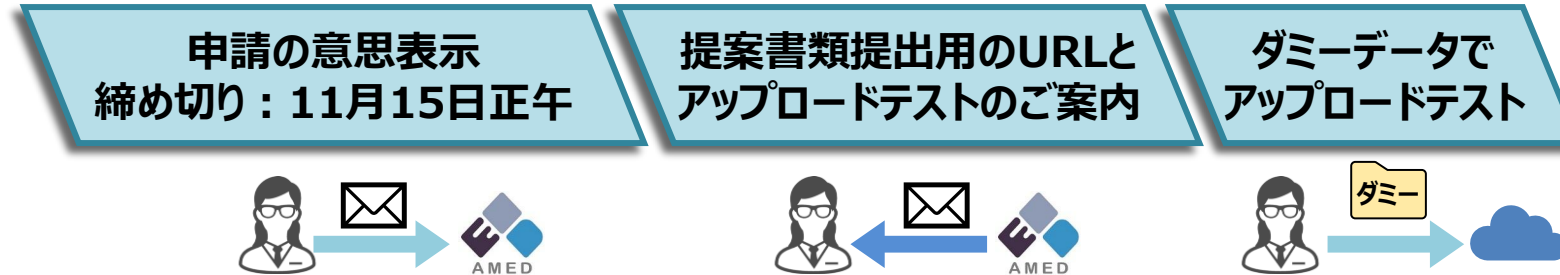 申請の意思表示
締め切り：11月15日正午
提案書類提出用のURLと
アップロードテストのご案内
ダミーデータで
アップロードテスト
AMED
AMED
ダミー